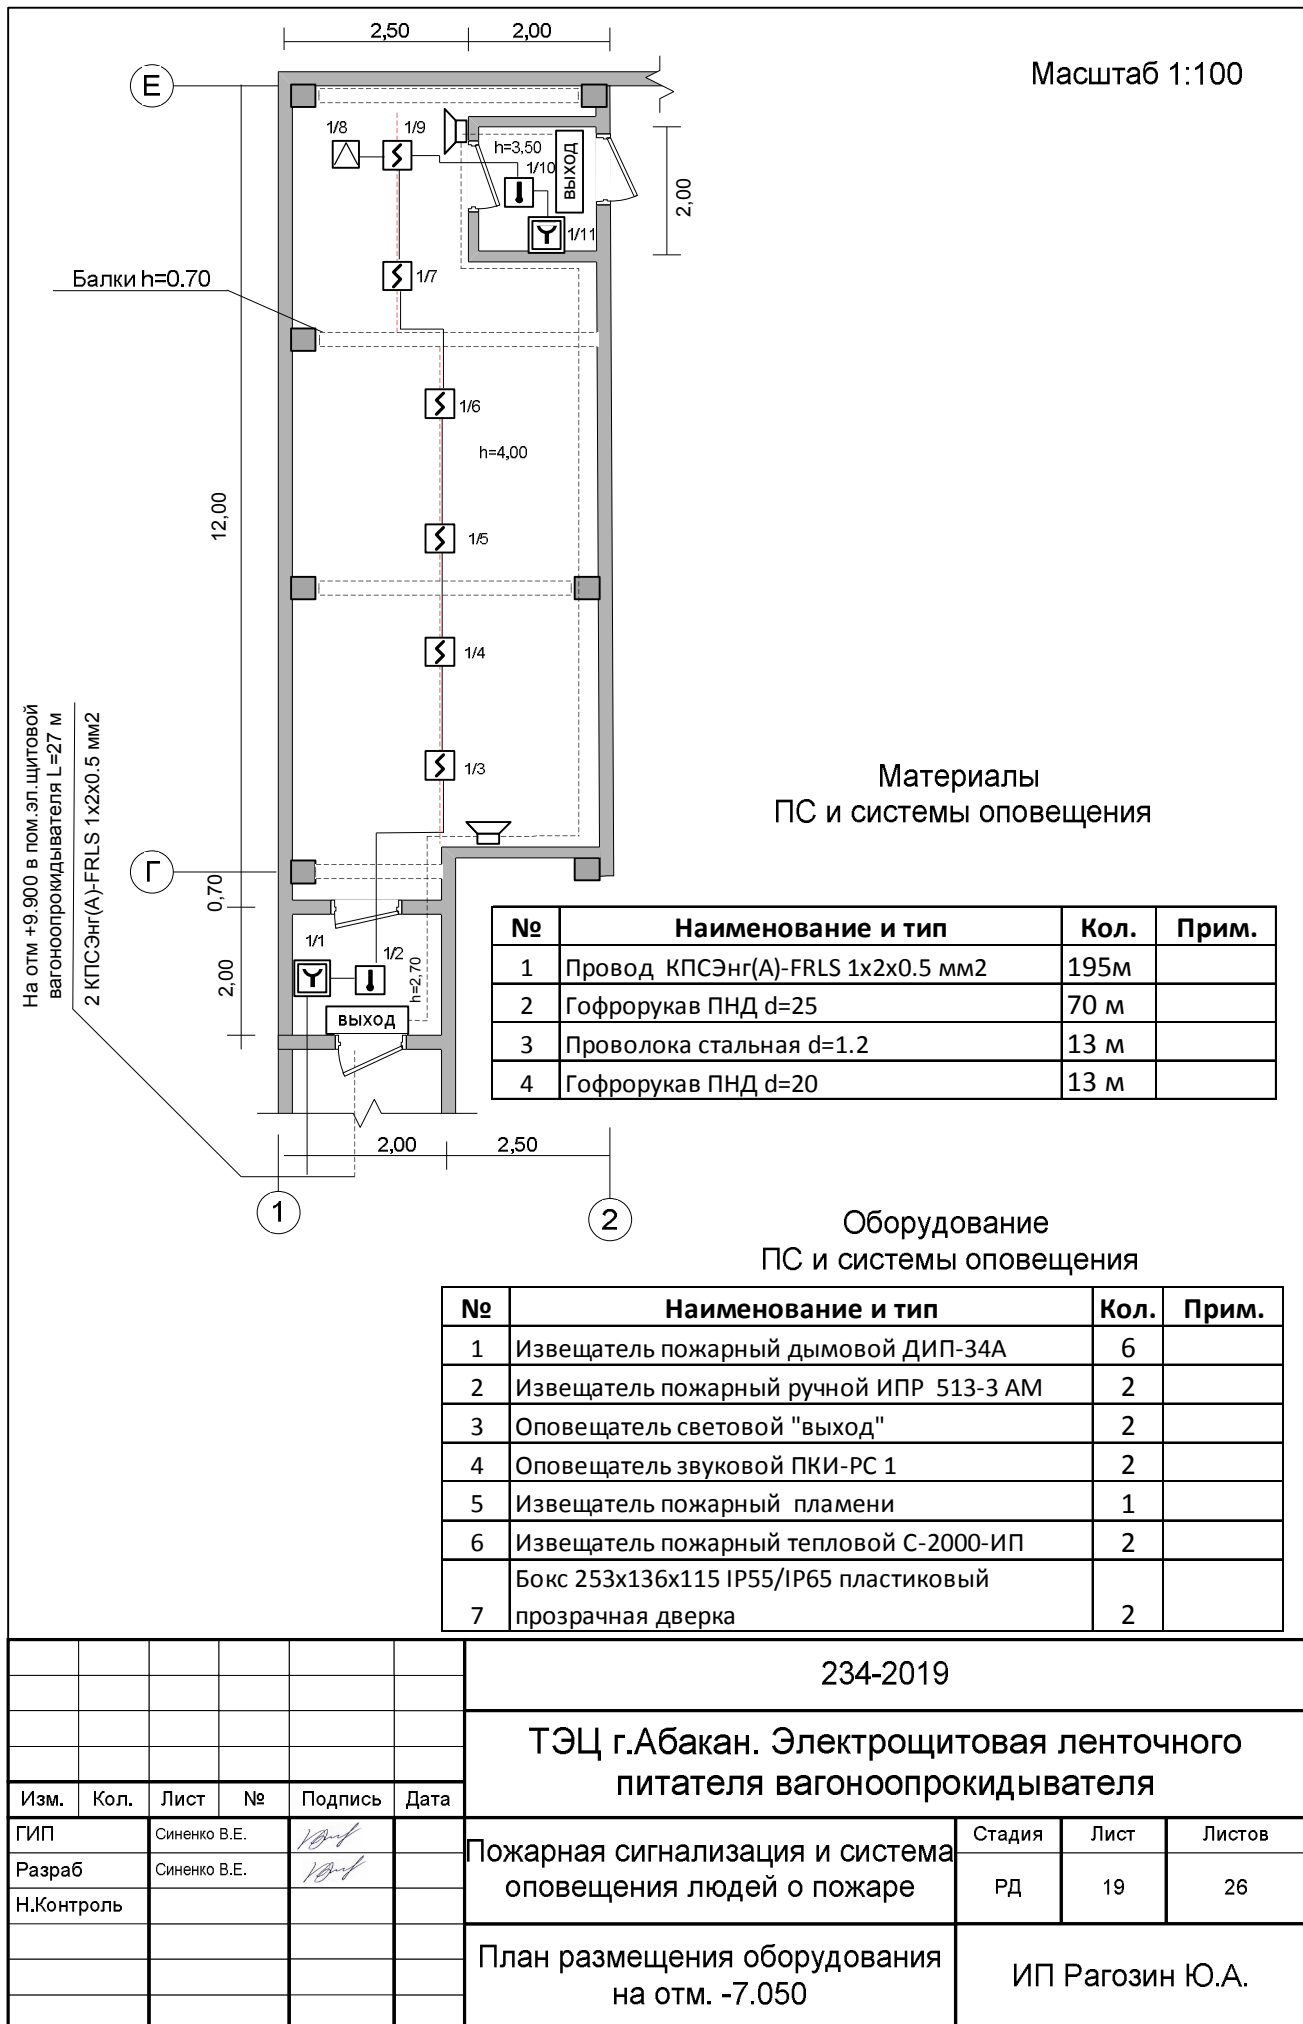 2,50
2,00
Масштаб 1:100
Е
1/8
1/9
h=3,50
1/10
ВЫХОД
1/11
2,00
1/7
Балки h=0.70
1/6
h=4,00
12,00
1/5
1/4
1/3
На отм +9.900 в пом.эл.щитовой
вагоноопрокидывателя L=27 м
2 КПСЭнг(А)-FRLS 1x2x0.5 мм2
Г
0,70
2,00
1/1
1/2
h=2,70
ВЫХОД
2,00
2,50
1
2
Материалы
ПС и системы оповещения
№ Наименование и тип Кол. Прим.
1 Провод КПСЭнг(А)-FRLS 1х2х0.5 мм2 195м
2 Гофрорукав ПНД d=25 70 м
3 Проволока стальная d=1.2 13 м
4 Гофрорукав ПНД d=20 13 м
Оборудование
ПС и системы оповещения
№ Наименование и тип Кол. Прим.
1 Извещатель пожарный дымовой ДИП-34А 6
2 Извещатель пожарный ручной ИПР 513-3 АМ 2
3 Оповещатель световой "выход" 2
4 Оповещатель звуковой ПКИ-РС 1 2
5 Извещатель пожарный пламени 1
6 Извещатель пожарный тепловой С-2000-ИП 2
Бокс 253х136х115 IP55/IP65 пластиковый
7 прозрачная дверка 2
234-2019
ТЭЦ г.Абакан. Электрощитовая ленточного
питателя вагоноопрокидывателя
Изм. Кол. Лист № Подпись Дата
ГИП Синенко В.Е.
Разраб Синенко В.Е.
Н.Контроль
Пожарная сигнализация и система
оповещения людей о пожаре
Стадия Лист Листов
РД 19 26
План размещения оборудования
на отм. -7.050
ИП Рагозин Ю.А.